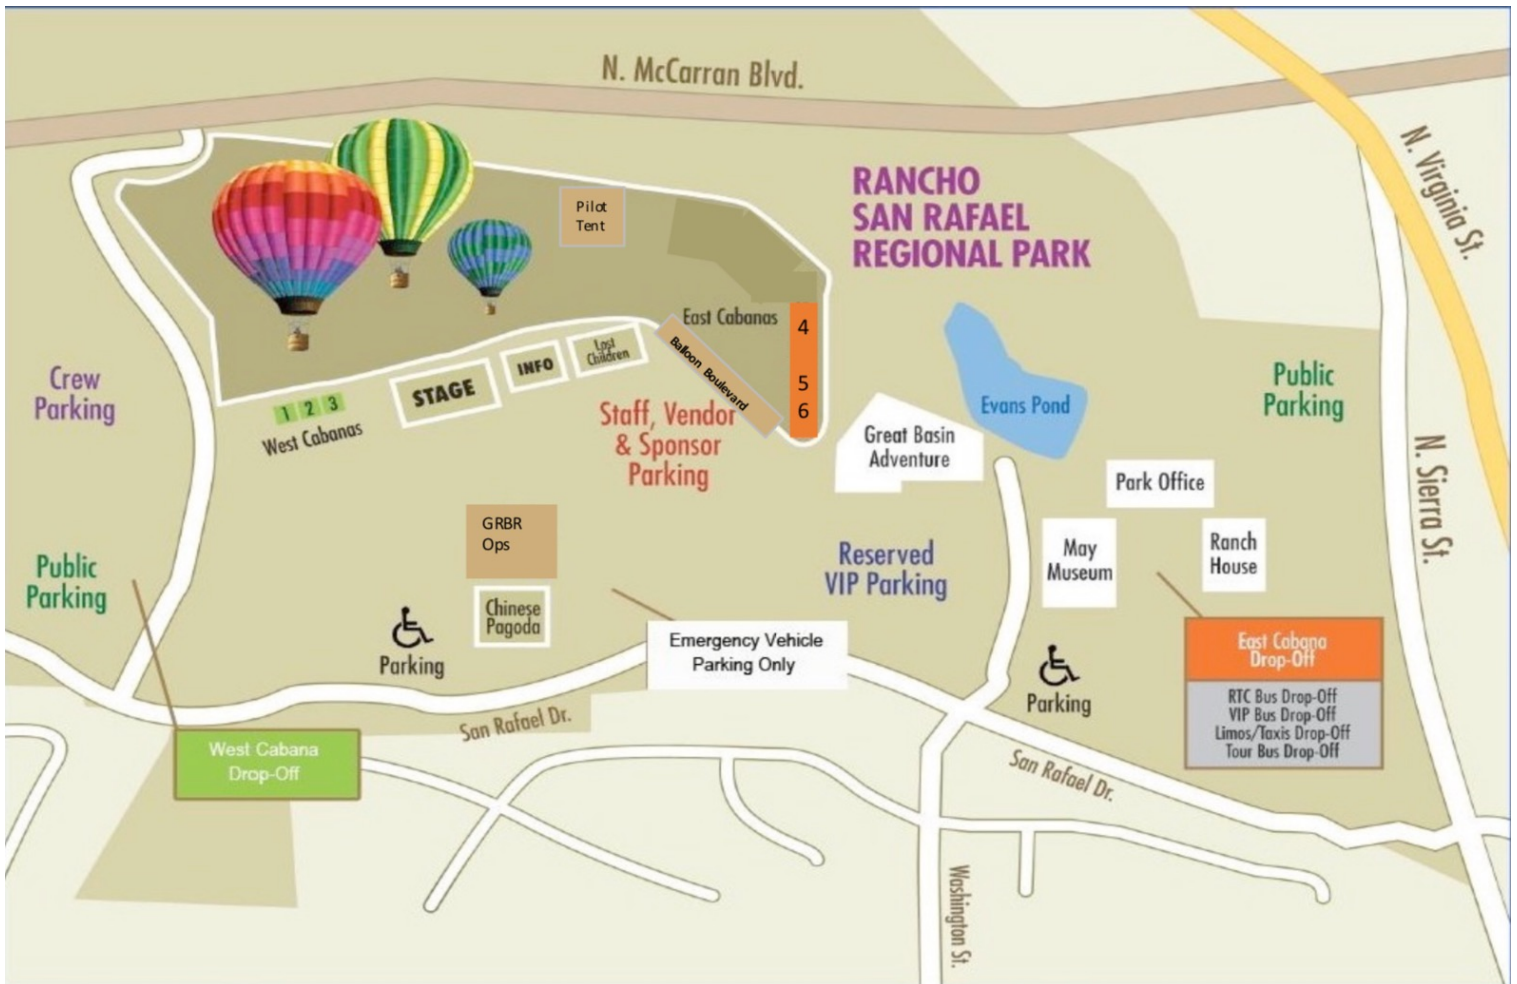 N. McCarran Blvd.
N. Virginia St.
RANCHO
SAN RAFAEL
REGIONAL PARK
Pilot
Tent
East Cabanas
4
5
6
Balloon Boulevard
Lost
Children
INFO
STAGE
1 2 3
West Cabanas
Crew
Parking
Staff, Vendor
& Sponsor
Parking
Great Basin
Adventure
Evans Pond
Public
Parking
N. Sierra St.
Park Office
May
Museum
Ranch
House
GRBR
Ops
Chinese
Pagoda
Reserved
VIP Parking
Public
Parking
Parking
Emergency Vehicle
Parking Only
Parking
East Cabana
Drop-Off
RTC Bus Drop-Off
VIP Bus Drop-Off
Limos/Taxis Drop-Off
Tour Bus Drop-Off
San Rafael Dr.
West Cabana
Drop-Off
San Rafael Dr.
Washington St.